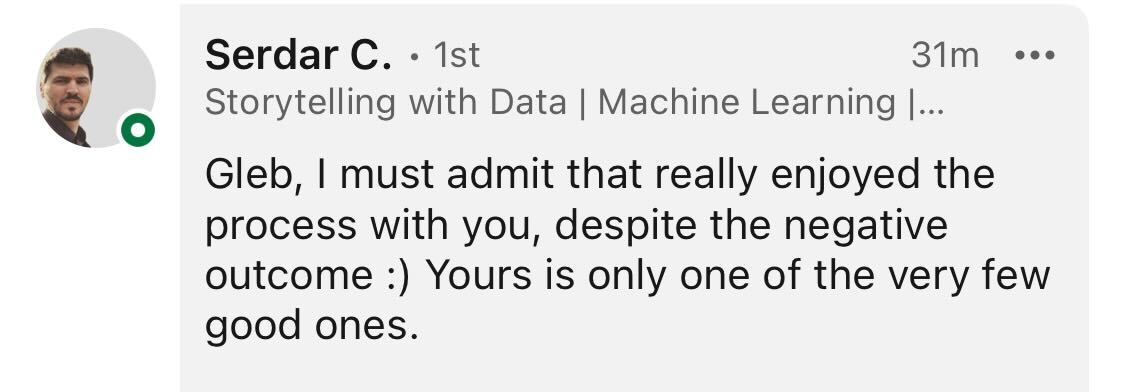 Serdar C. • 1st 31m •••
Storytelling with Data | Machine Learning |...
Gleb, I must admit that really enjoyed the
process with you, despite the negative
outcome :) Yours is only one of the very few
good ones.